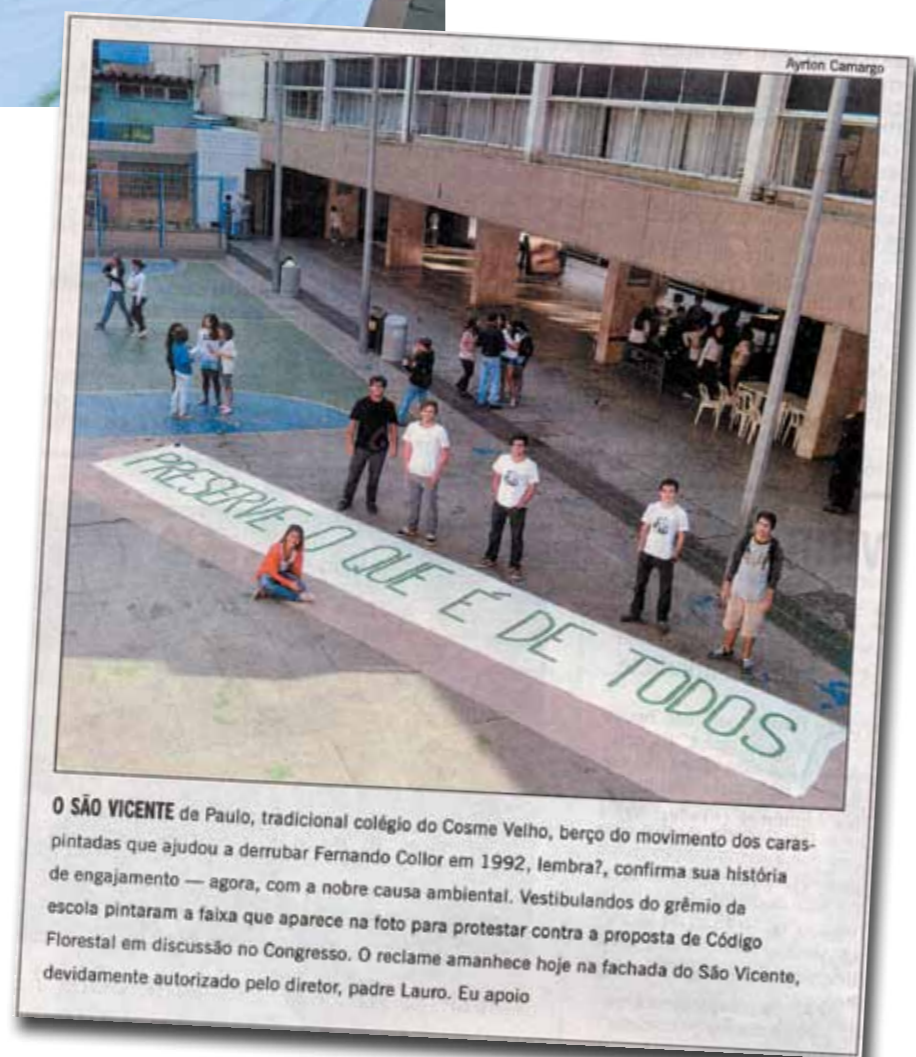 Ayrton Camargo
PRESERVE O QUE É DE TODOS
O SÃO VICENTE de Paulo, tradicional colégio do Cosme Velho, berço do movimento dos caras-
pintadas que ajudou a derrubar Fernando Collor em 1992, lembra?, confirma sua história
de engajamento — agora, com a nobre causa ambiental. Vestibulandos do grêmio da
escola pintaram a faixa que aparece na foto para protestar contra a proposta de Código
Florestal em discussão no Congresso. O reclame amanhece hoje na fachada do São Vicente,
devidamente autorizado pelo diretor, padre Lauro. Eu apoio